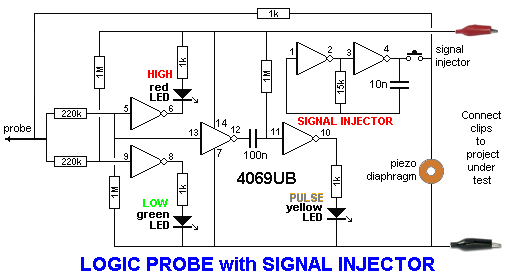 1k
HIGH
red
LED
1k
1M
1M
220k
5
6
probe
220k
9
8
1M
LOW
green
LED
1k
13
14
12
7
100n
11
10
4069UB
PULSE
yellow
LED
1k
1
2
3
4
15k
10n
SIGNAL INJECTOR
signal
injector
Connect
clips
to
project
under
test
piezo
diaphragm
LOGIC PROBE with SIGNAL INJECTOR